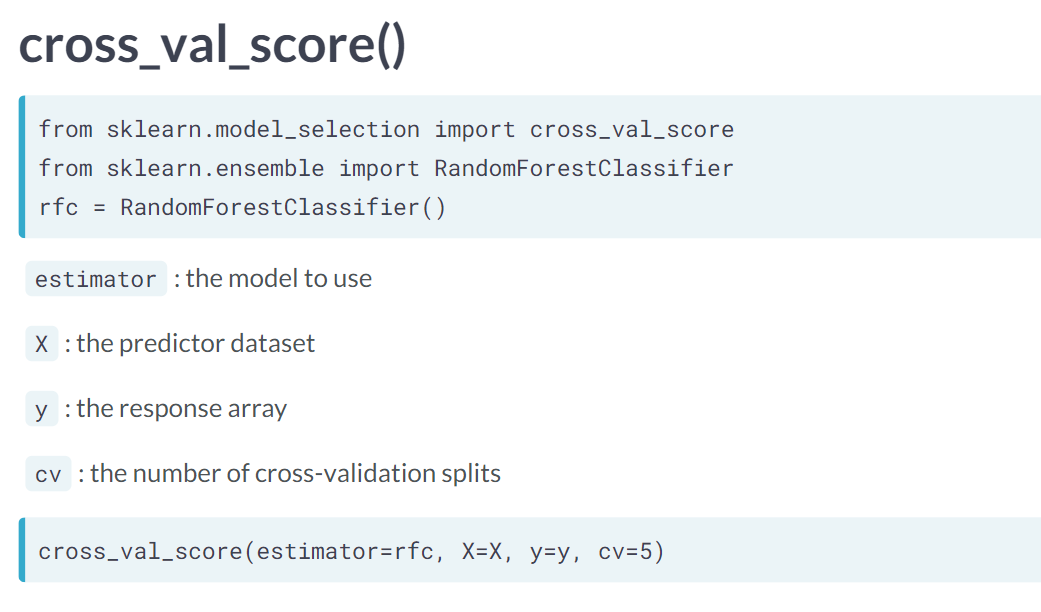 cross_val_score()
from sklearn.model_selection import cross_val_score
from sklearn.ensemble import RandomForestClassifier
rfc = RandomForestClassifier()
estimator : the model to use
X : the predictor dataset
y : the response array
cv : the number of cross-validation splits
cross_val_score(estimator=rfc, X=X, y=y, cv=5)